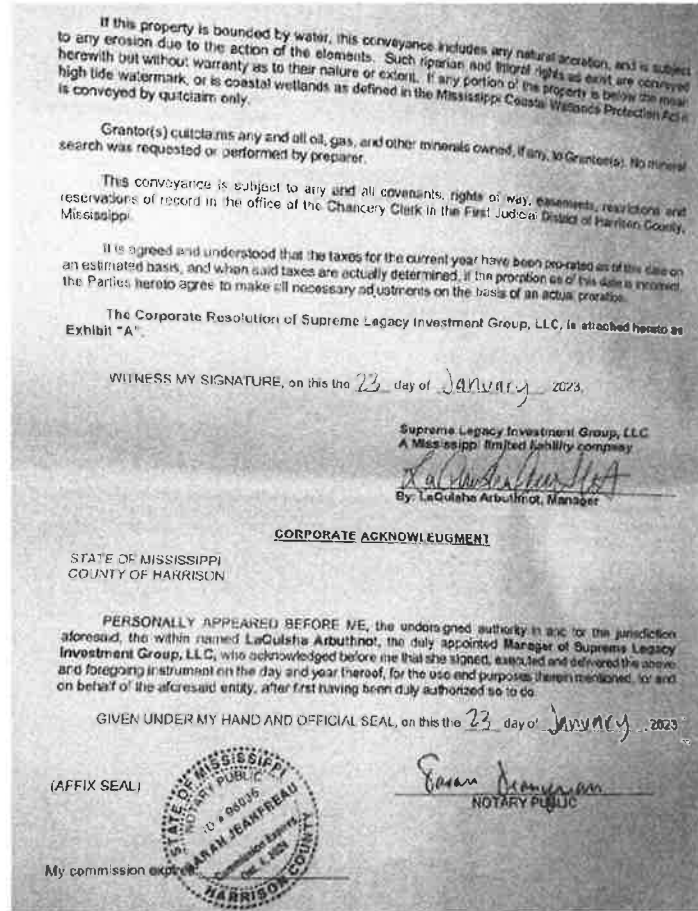 If this property is bounded by water, this conveyance includes any natural accretion, and is subject
to any erosion due to the action of the elements. Such riparian and littoral rights as exist are conveyed
herewith but without warranty as to their nature or extent. If any portion of the property is below the mean
high tide watermark, or is coastal wetlands as defined in the Mississippi Coastal Wetlands Protection Act it
is conveyed by quitclaim only.
Grantor(s) quitclaims any and all oil, gas, and other minerals owned, if any, to Grantee(s). No mineral
search was requested or performed by preparer.
This conveyance is subject to any and all covenants, rights of way, easements, restrictions and
reservations of record in the office of the Chancery Clerk in the First Judicial District of Harrison County,
Mississippi.
It is agreed and understood that the taxes for the current year have been pro-rated as of this date on
an estimated basis, and when said taxes are actually determined, if the proration as of this date is incorrect,
the Parties hereto agree to make all necessary adjustments on the basis of an actual proration.
The Corporate Resolution of Supreme Legacy Investment Group, LLC, is attached hereto as
Exhibit "A".
WITNESS MY SIGNATURE, on this the 23 day of January 2023.
Supreme Legacy Investment Group, LLC
A Mississippi limited liability company
By: LaQuisha Arbuthnot, Manager
CORPORATE ACKNOWLEDGMENT
STATE OF MISSISSIPPI
COUNTY OF HARRISON
PERSONALLY APPEARED BEFORE ME, the undersigned authority in and for the jurisdiction
aforesaid, the within named LaQuisha Arbuthnot, the duly appointed Manager of Supreme Legacy
Investment Group, LLC, who acknowledged before me that she signed, executed and delivered the above
and foregoing instrument on the day and year thereof, for the use and purposes therein mentioned, for and
on behalf of the aforesaid entity, after first having been duly authorized so to do.
GIVEN UNDER MY HAND AND OFFICIAL SEAL, on this the 23 day of January 2023
(AFFIX SEAL)
NOTARY PUBLIC
STATE OF MISSISSIPPI
NOTARY PUBLIC
SARAH JEANFREAU
Commission Expires
HARRISON COUNTY
My commission expires